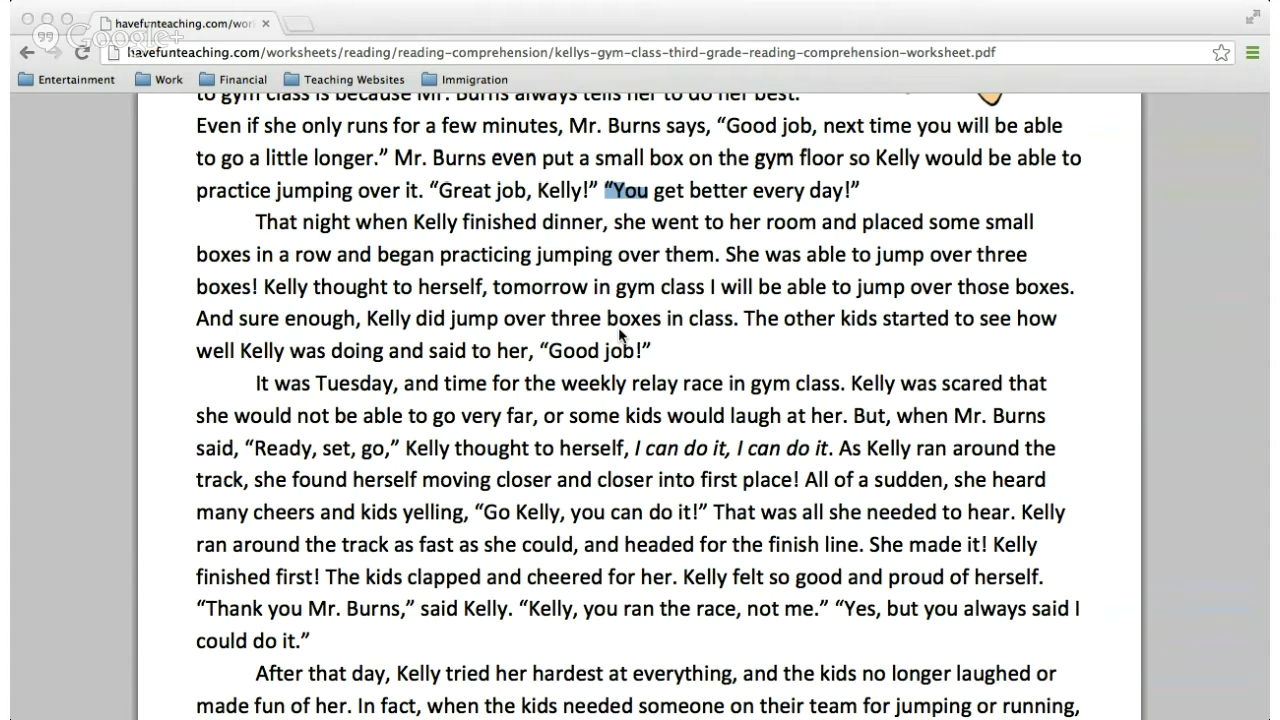 havefunteaching.com/wor
Google+
havefunteaching.com/worksheets/reading/reading-comprehension/kellys-gym-class-third-grade-reading-comprehension-worksheet.pdf
Entertainment Work Financial Teaching Websites Immigration
to gym class is because Mr. Burns always tells her to do her best.
Even if she only runs for a few minutes, Mr. Burns says, “Good job, next time you will be able
to go a little longer.” Mr. Burns even put a small box on the gym floor so Kelly would be able to
practice jumping over it. “Great job, Kelly!” “You get better every day!”
That night when Kelly finished dinner, she went to her room and placed some small
boxes in a row and began practicing jumping over them. She was able to jump over three
boxes! Kelly thought to herself, tomorrow in gym class I will be able to jump over those boxes.
And sure enough, Kelly did jump over three boxes in class. The other kids started to see how
well Kelly was doing and said to her, “Good job!”
It was Tuesday, and time for the weekly relay race in gym class. Kelly was scared that
she would not be able to go very far, or some kids would laugh at her. But, when Mr. Burns
said, “Ready, set, go,” Kelly thought to herself, I can do it, I can do it. As Kelly ran around the
track, she found herself moving closer and closer into first place! All of a sudden, she heard
many cheers and kids yelling, “Go Kelly, you can do it!” That was all she needed to hear. Kelly
ran around the track as fast as she could, and headed for the finish line. She made it! Kelly
finished first! The kids clapped and cheered for her. Kelly felt so good and proud of herself.
“Thank you Mr. Burns,” said Kelly. “Kelly, you ran the race, not me.” “Yes, but you always said I
could do it.”
After that day, Kelly tried her hardest at everything, and the kids no longer laughed or
made fun of her. In fact, when the kids needed someone on their team for jumping or running,